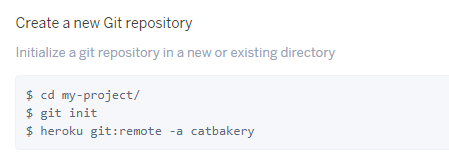 Create a new Git repository
Initialize a git repository in a new or existing directory
$ cd my-project/
$ git init
$ heroku git:remote -a catbakery